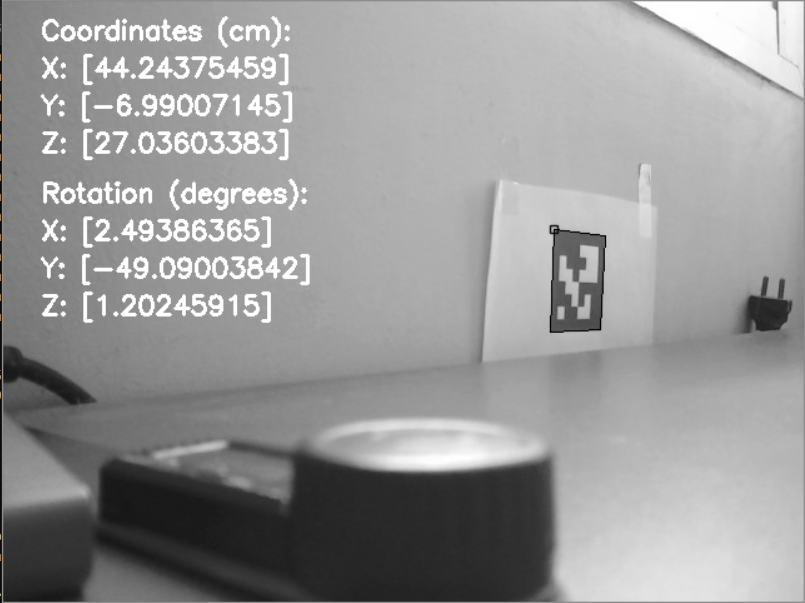 Coordinates (cm):
X: [44.24375459]
Y: [-6.99007145]
Z: [27.03603383]
Rotation (degrees):
X: [2.49386365]
Y: [-49.09003842]
Z: [1.20245915]